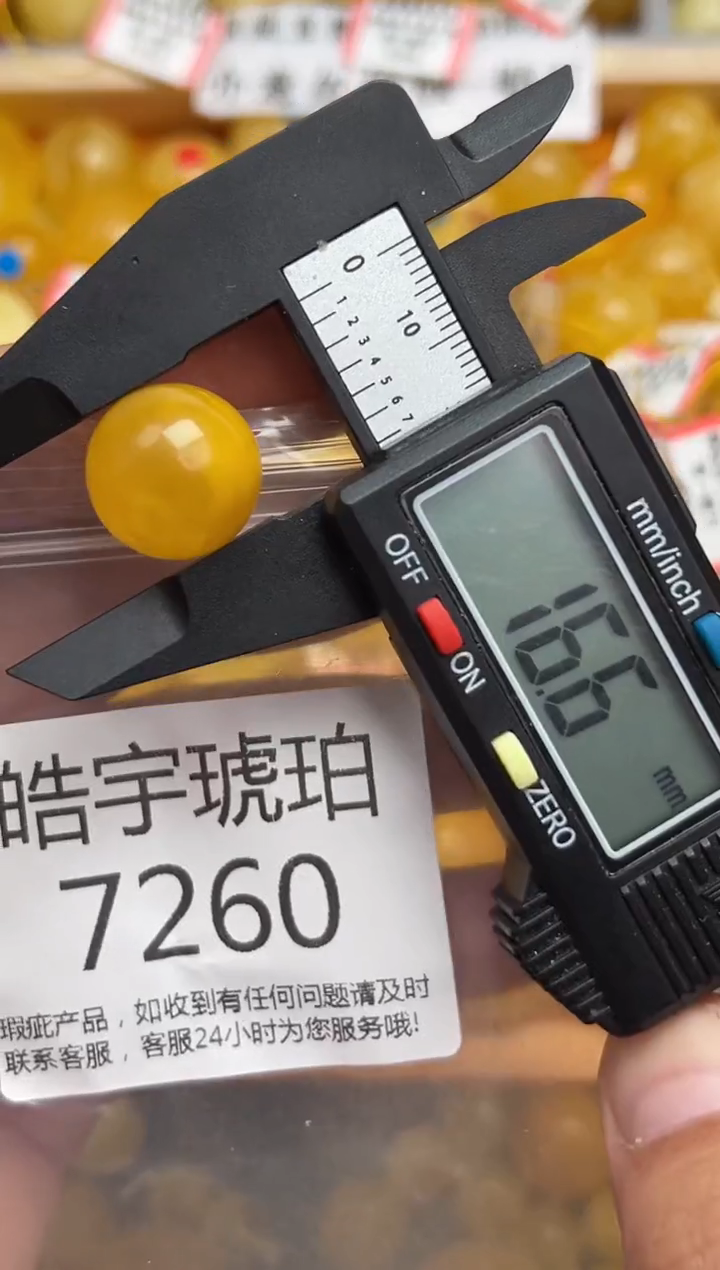 0
10
1
2
3
4
5
6
7
mm/inch
OFF
ON
16.6
mm
ZERO
皓宇琥珀
7260
瑕疵产品，如收到有任何问题请及时
联系客服，客服24小时为您服务哦!